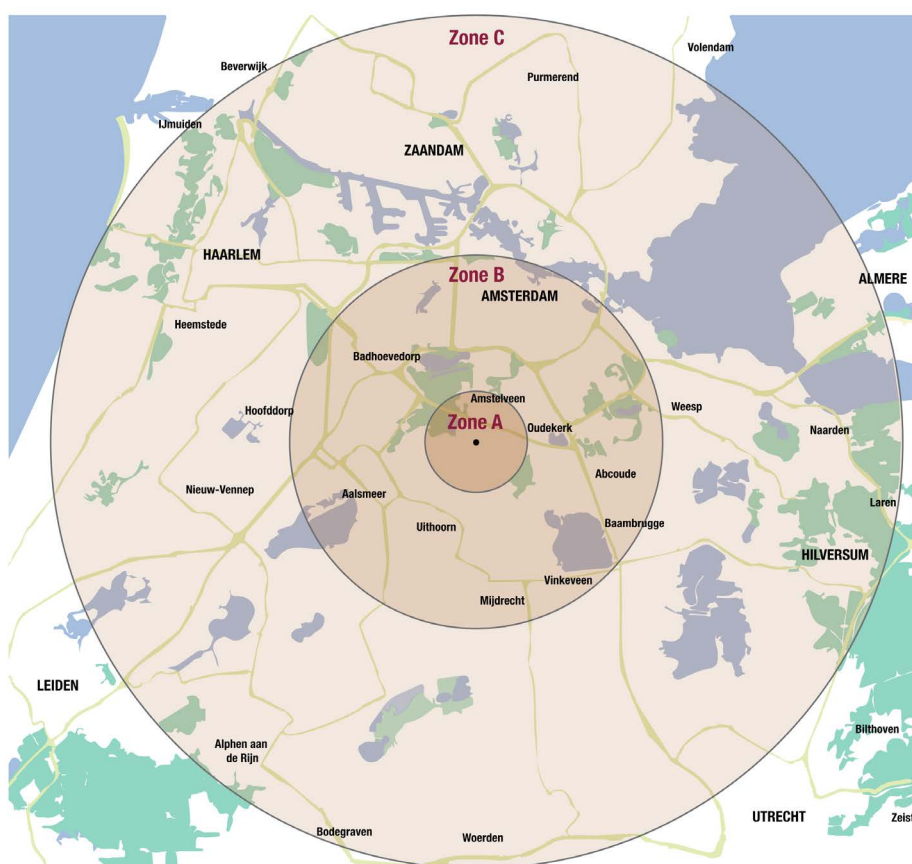 Zone C
Volendam
Beverwijk
Purmerend
IJmuiden
ZAANDAM
HAARLEM
Zone B
ALMERE
AMSTERDAM
Heemstede
Badhoevedorp
Amstelveen
Weesp
Hoofddorp
Zone A
Oudekerk
Naarden
Abcoude
Nieuw-Vennep
Aalsmeer
Laren
Uithoorn
Baambrugge
HILVERSUM
Vinkeveen
Mijdrecht
LEIDEN
Bilthoven
Alphen aan
de Rijn
UTRECHT
Zeist
Bodegraven
Woerden